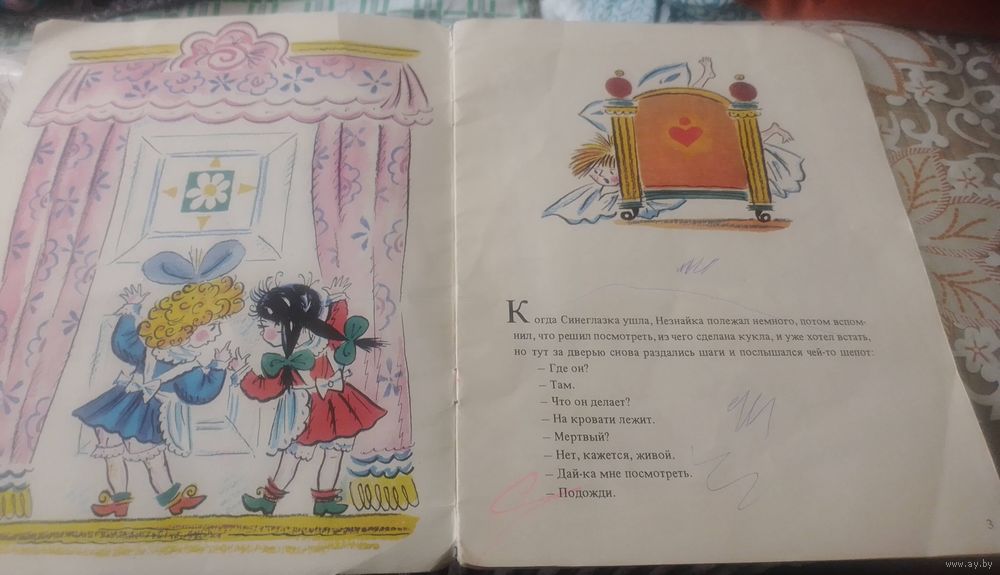 Когда Синеглазка ушла, Незнайка полежал немного, потом вспом-
нил, что решил посмотреть, из чего сделана кукла, и уже хотел встать,
но тут за дверью снова раздались шаги и послышался чей-то шепот:
– Где он?
– Там.
– Что он делает?
– На кровати лежит.
– Мертвый?
– Нет, кажется, живой.
– Дай-ка мне посмотреть.
– Подожди.
3
www.ay.by